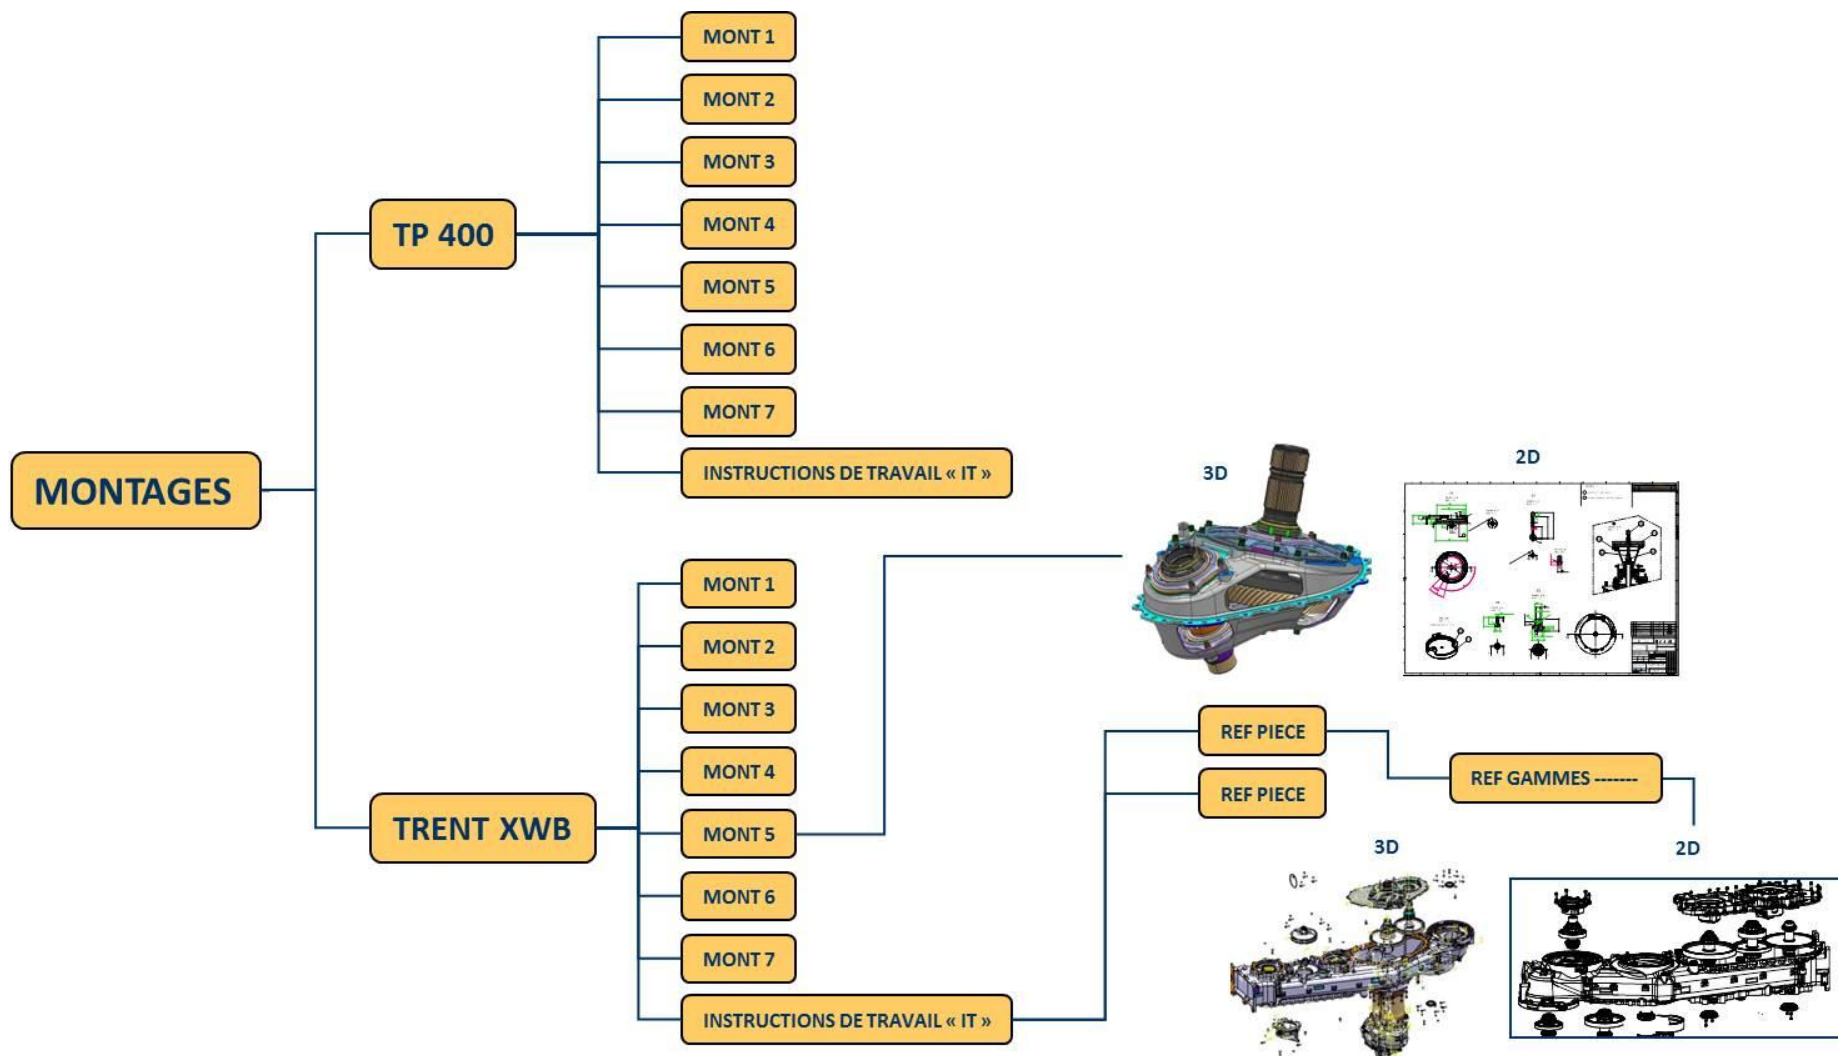 MONTAGES
TP 400
MONT 1
MONT 2
MONT 3
MONT 4
MONT 5
MONT 6
MONT 7
INSTRUCTIONS DE TRAVAIL « IT »
TRENT XWB
MONT 1
MONT 2
MONT 3
MONT 4
MONT 5
MONT 6
MONT 7
INSTRUCTIONS DE TRAVAIL « IT »
3D
2D
REF PIECE
REF PIECE
REF GAMMES -------
3D
2D